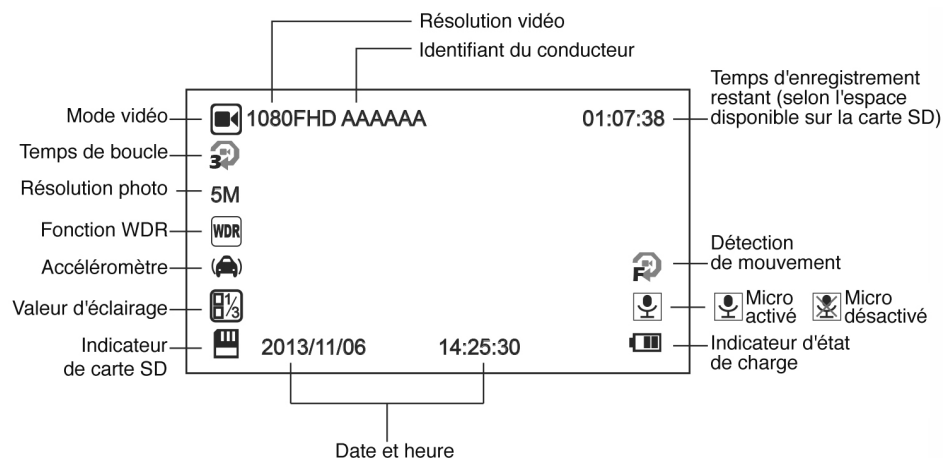 Résolution vidéo
Identifiant du conducteur
Temps d'enregistrement
restant (selon l'espace
disponible sur la carte SD)
Mode vidéo
1080FHD AAAAAA
01:07:38
Temps de boucle
3
Résolution photo
5M
Fonction WDR
WDR
Accéléromètre
Détection
de mouvement
F
Valeur d'éclairage
1/3
Micro
activé
Micro
désactivé
Indicateur
de carte SD
2013/11/06
14:25:30
Indicateur d'état
de charge
Date et heure